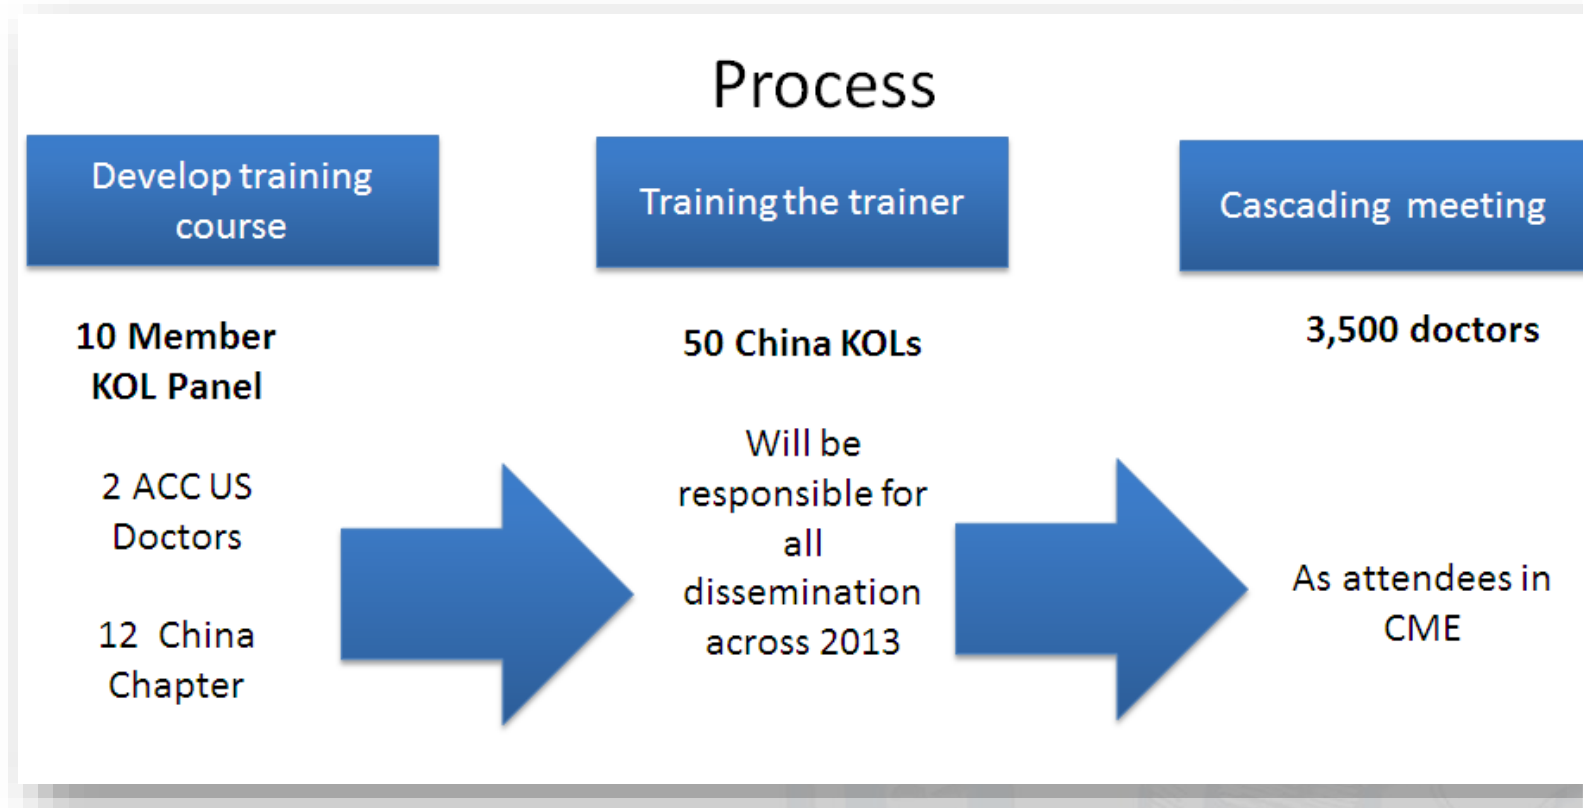 Process
Develop training
course
Training the trainer
Cascading meeting
10 Member
KOL Panel
2 ACC US
Doctors
12 China
Chapter
50 China KOLs
Will be
responsible for
all
dissemination
across 2013
3,500 doctors
As attendees in
CME